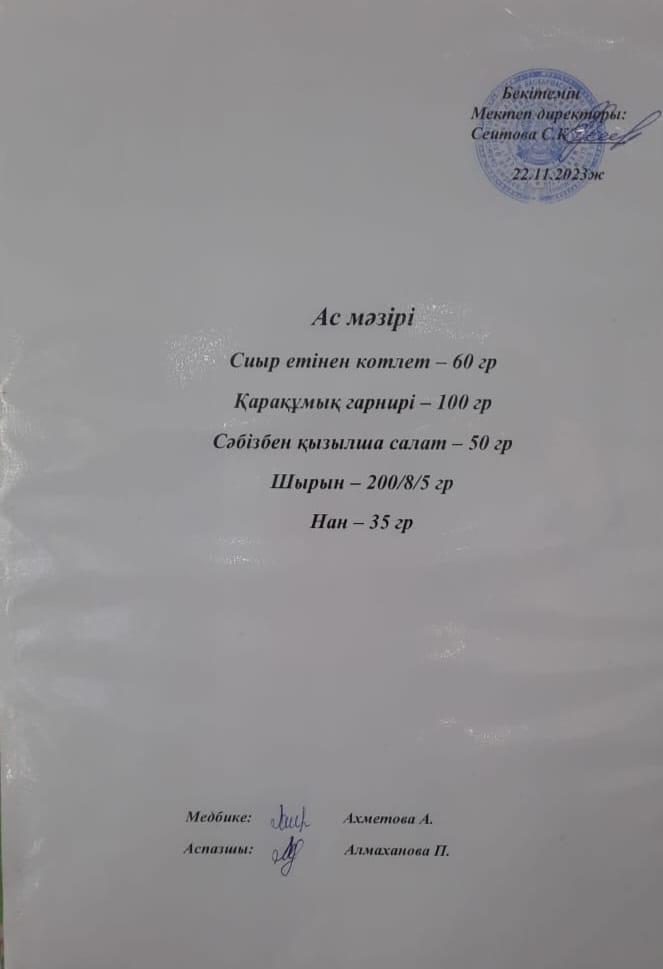 Бекітемін
Мектеп директоры:
Сеитова С.К
22.11.2023ж
Ас мәзірі
Сиыр етінен котлет – 60 гр
Қарақұмық гарнирі – 100 гр
Сәбізбен қызылша салат – 50 гр
Шырын – 200/8/5 гр
Нан – 35 гр
Медбике: Ахметова А.
Аспазшы: Алмаханова П.